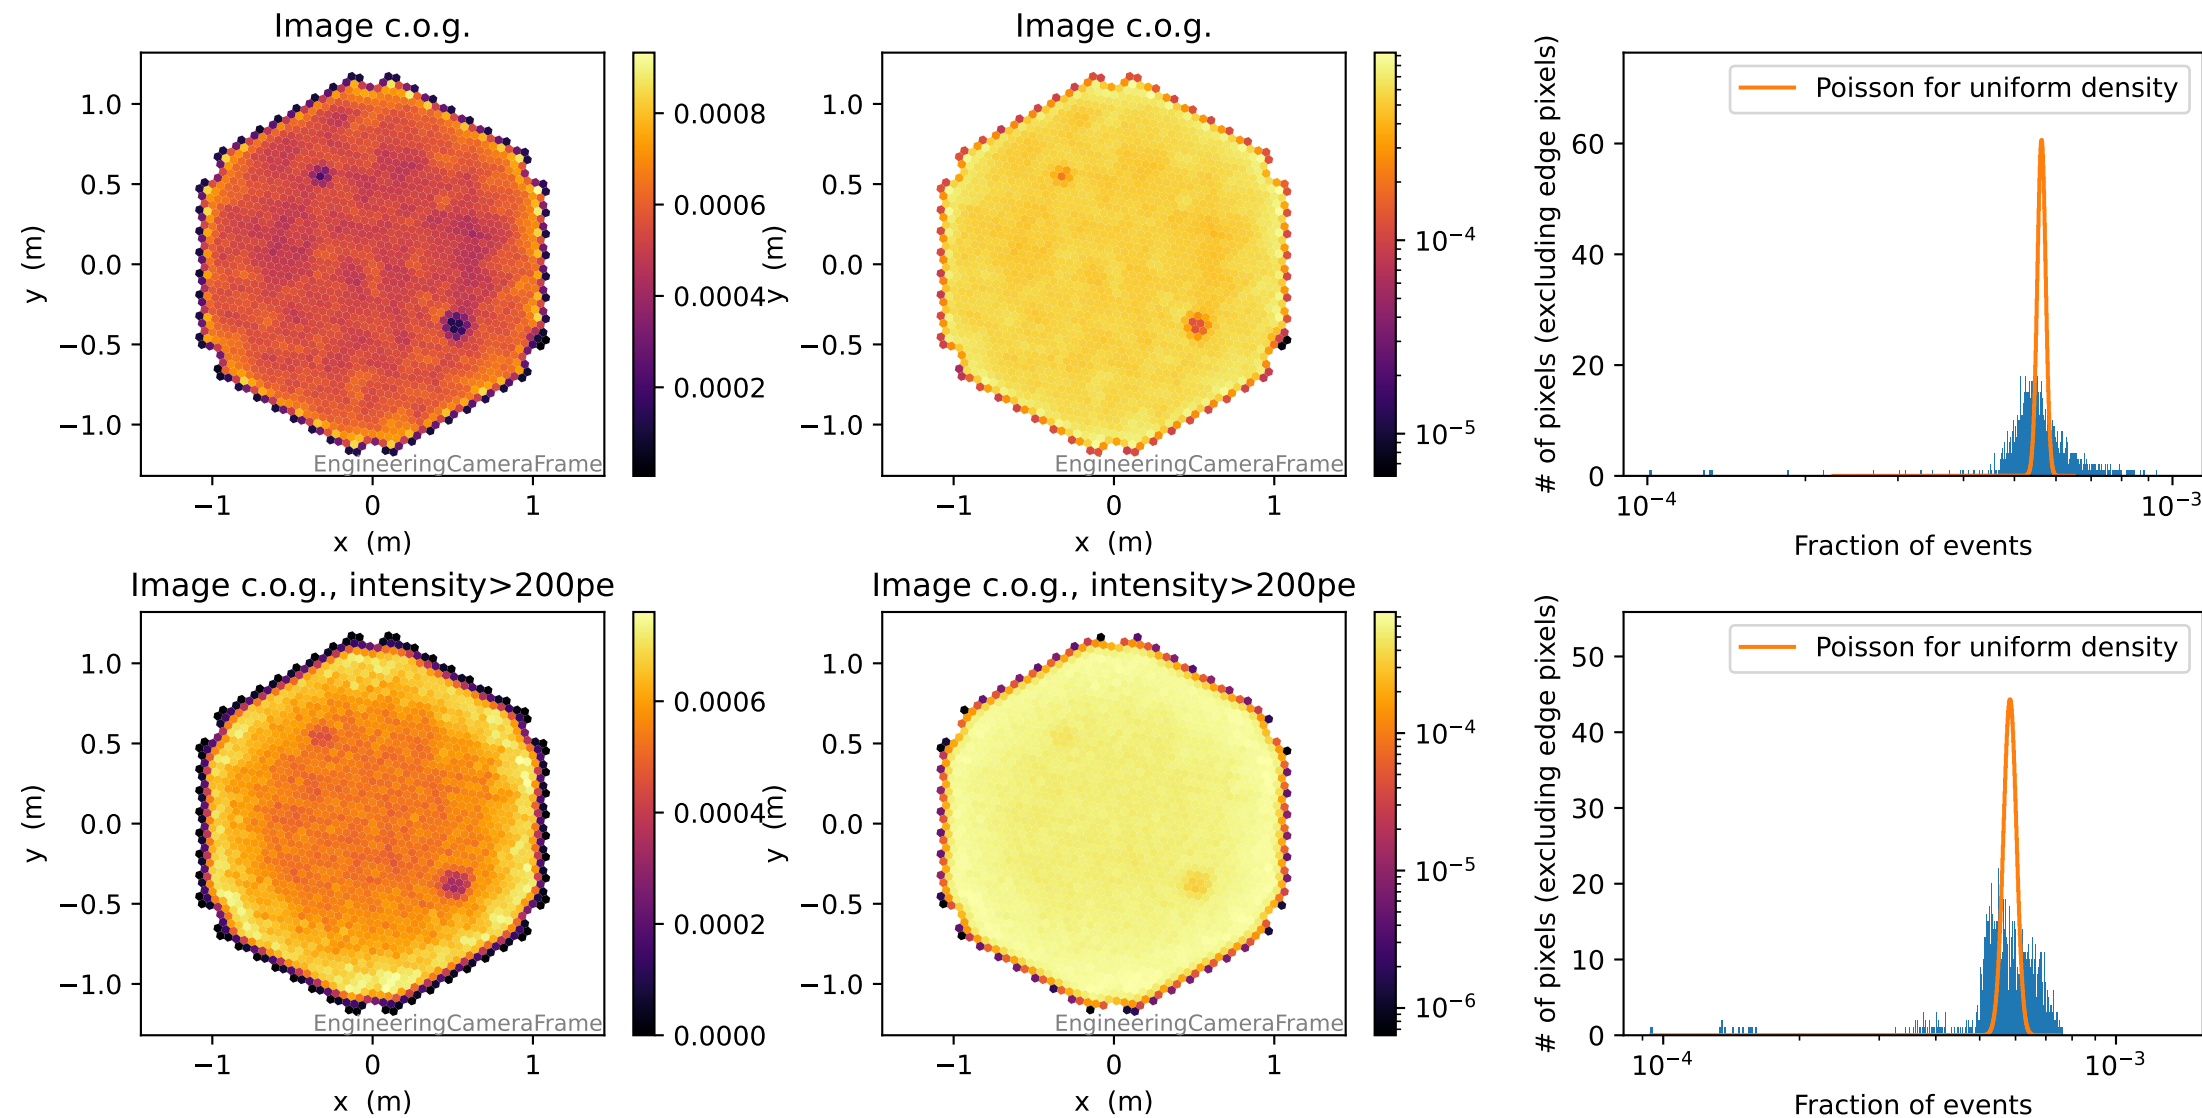 Image c.o.g.
1.0
0.5
0.0
−0.5
−1.0
y (m)
−1 0 1
x (m)
EngineeringCameraFrame
0.0008
0.0006
0.0004
0.0002
Image c.o.g.
1.0
0.5
0.0
−0.5
−1.0
y (m)
−1 0 1
x (m)
EngineeringCameraFrame
10⁻⁴
10⁻⁵
Poisson for uniform density
# of pixels (excluding edge pixels)
60
40
20
0
10⁻⁴ 10⁻³
Fraction of events
Image c.o.g., intensity>200pe
1.0
0.5
0.0
−0.5
−1.0
y (m)
−1 0 1
x (m)
EngineeringCameraFrame
0.0006
0.0004
0.0002
0.0000
Image c.o.g., intensity>200pe
1.0
0.5
0.0
−0.5
−1.0
y (m)
−1 0 1
x (m)
EngineeringCameraFrame
10⁻⁴
10⁻⁵
10⁻⁶
Poisson for uniform density
# of pixels (excluding edge pixels)
50
40
30
20
10
0
10⁻⁴ 10⁻³
Fraction of events